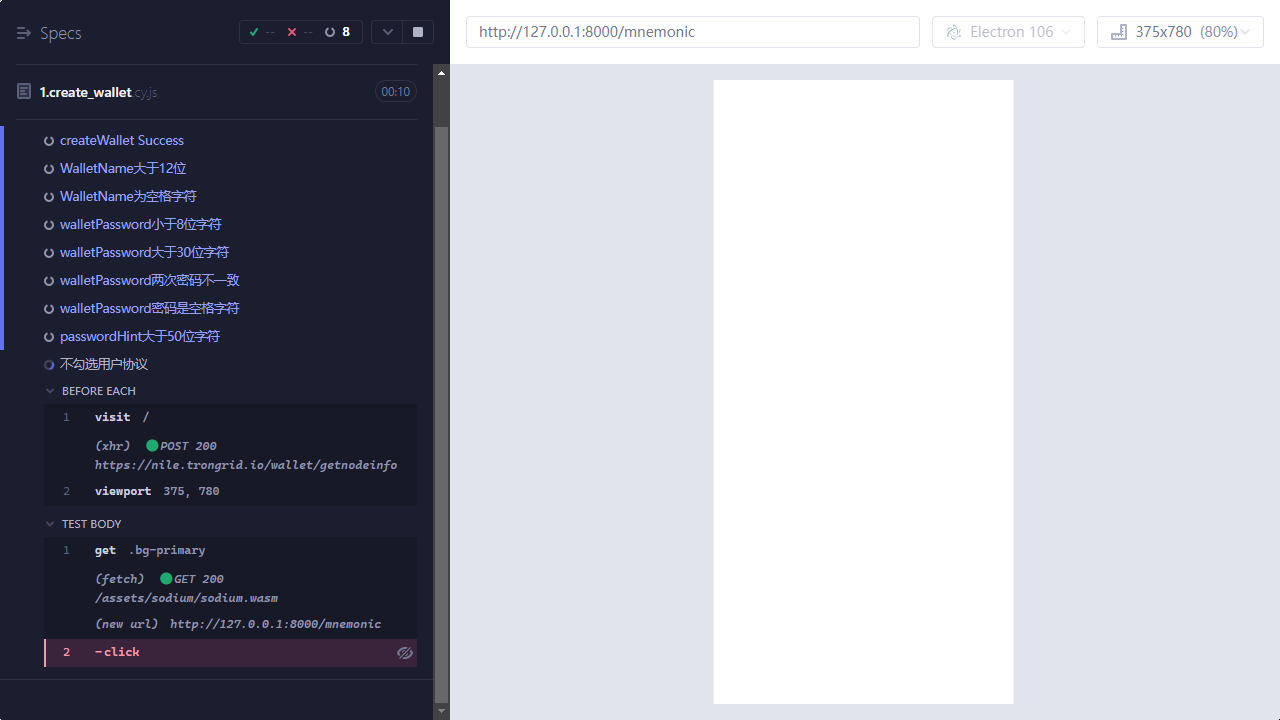 Specs
-- -- 8
1.create_wallet.cy.js 00:10
createWallet Success
WalletName大于12位
WalletName为空格字符
walletPassword小于8位字符
walletPassword大于30位字符
walletPassword两次密码不一致
walletPassword密码是空格字符
passwordHint大于50位字符
不勾选用户协议
BEFORE EACH
1 visit /
(xhr) POST 200
https://nile.trongrid.io/wallet/getnodeinfo
2 viewport 375, 780
TEST BODY
1 get .bg-primary
(fetch) GET 200
/assets/sodium/sodium.wasm
(new url) http://127.0.0.1:8000/mnemonic
2 -click
http://127.0.0.1:8000/mnemonic
Electron 106
375x780 (80%)